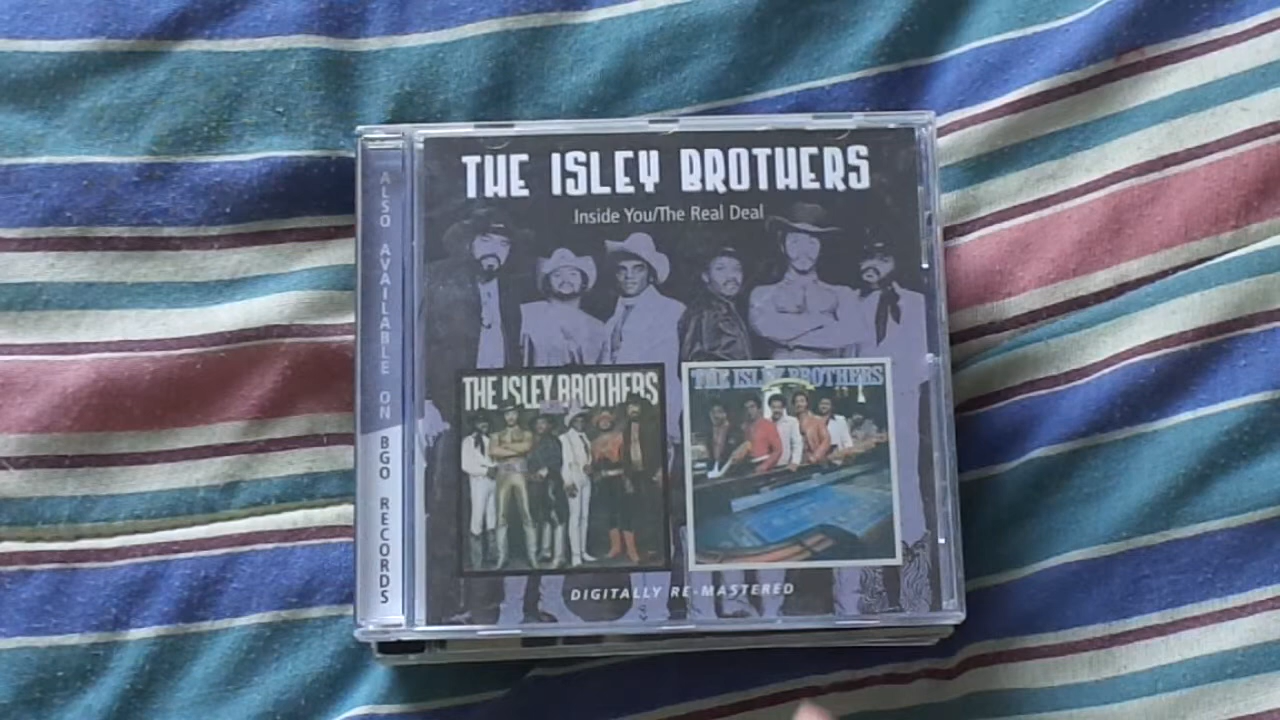 THE ISLEY BROTHERS
Inside You/The Real Deal
ALSO AVAILABLE ON BGO RECORDS
THE ISLEY BROTHERS
THE ISLEY BROTHERS
DIGITALLY RE-MASTERED